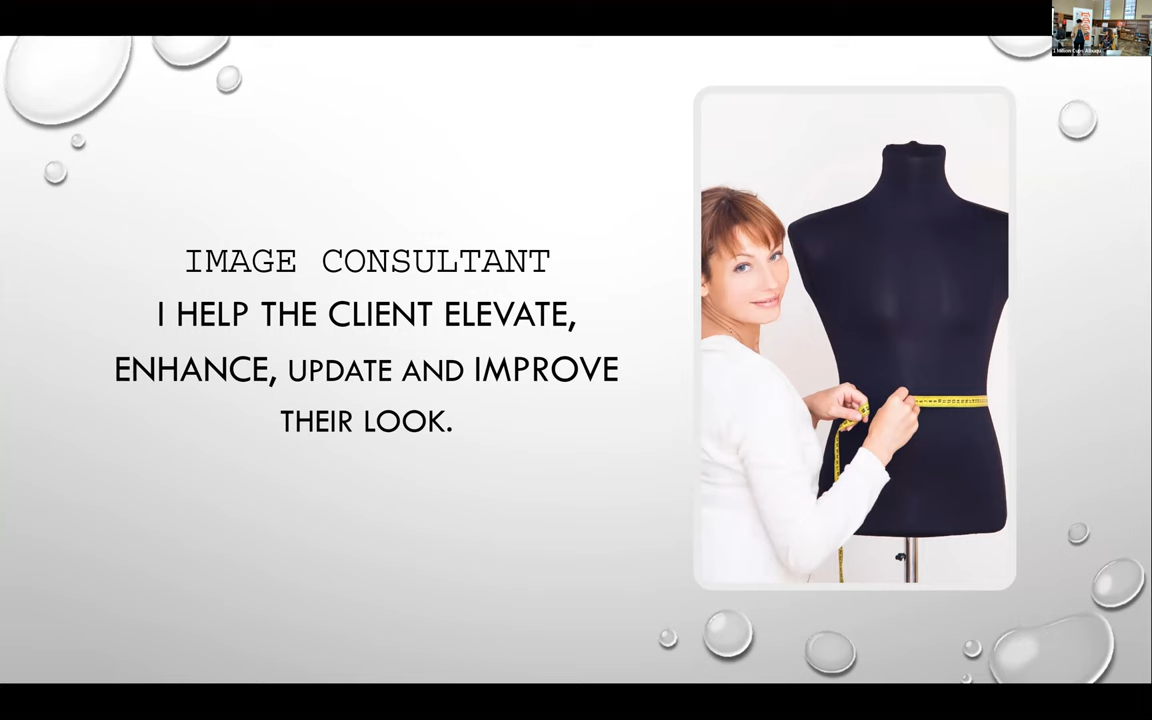 IMAGE CONSULTANT
I HELP THE CLIENT ELEVATE,
ENHANCE, UPDATE AND IMPROVE
THEIR LOOK.